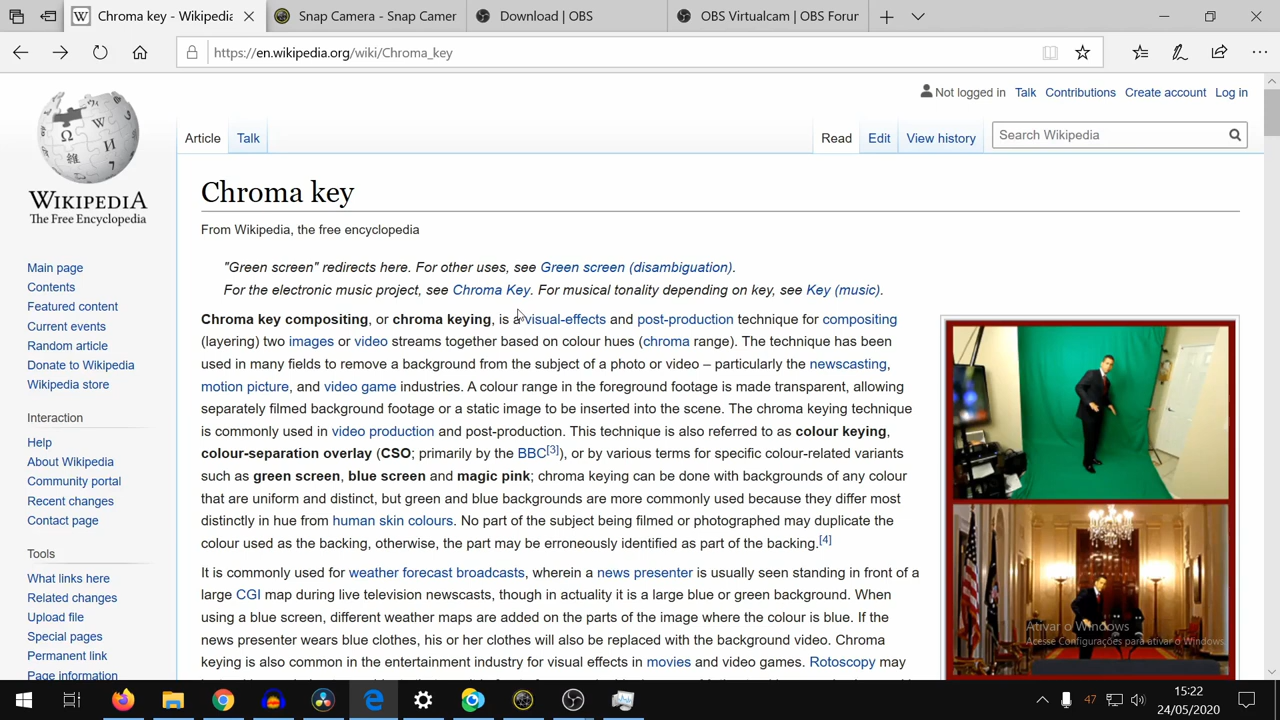 Chroma key - Wikipedia
Snap Camera - Snap Camer
Download | OBS
OBS Virtualcam | OBS Forum
https://en.wikipedia.org/wiki/Chroma_key
Not logged in Talk Contributions Create account Log in
Article Talk Read Edit View history Search Wikipedia
WIKIPEDIA
The Free Encyclopedia
Main page
Contents
Featured content
Current events
Random article
Donate to Wikipedia
Wikipedia store
Interaction
Help
About Wikipedia
Community portal
Recent changes
Contact page
Tools
What links here
Related changes
Upload file
Special pages
Permanent link
Page information
Chroma key
From Wikipedia, the free encyclopedia
"Green screen" redirects here. For other uses, see Green screen (disambiguation).
For the electronic music project, see Chroma Key. For musical tonality depending on key, see Key (music).
Chroma key compositing, or chroma keying, is a visual-effects and post-production technique for compositing
(layering) two images or video streams together based on colour hues (chroma range). The technique has been
used in many fields to remove a background from the subject of a photo or video – particularly the newscasting,
motion picture, and video game industries. A colour range in the foreground footage is made transparent, allowing
separately filmed background footage or a static image to be inserted into the scene. The chroma keying technique
is commonly used in video production and post-production. This technique is also referred to as colour keying,
colour-separation overlay (CSO; primarily by the BBC[3]), or by various terms for specific colour-related variants
such as green screen, blue screen and magic pink; chroma keying can be done with backgrounds of any colour
that are uniform and distinct, but green and blue backgrounds are more commonly used because they differ most
distinctly in hue from human skin colours. No part of the subject being filmed or photographed may duplicate the
colour used as the backing, otherwise, the part may be erroneously identified as part of the backing.[4]
It is commonly used for weather forecast broadcasts, wherein a news presenter is usually seen standing in front of a
large CGI map during live television newscasts, though in actuality it is a large blue or green background. When
using a blue screen, different weather maps are added on the parts of the image where the colour is blue. If the
news presenter wears blue clothes, his or her clothes will also be replaced with the background video. Chroma
keying is also common in the entertainment industry for visual effects in movies and video games. Rotoscopy may
Ativar o Windows
Acesse Configurações para ativar o Windows.
47
15:22
24/05/2020